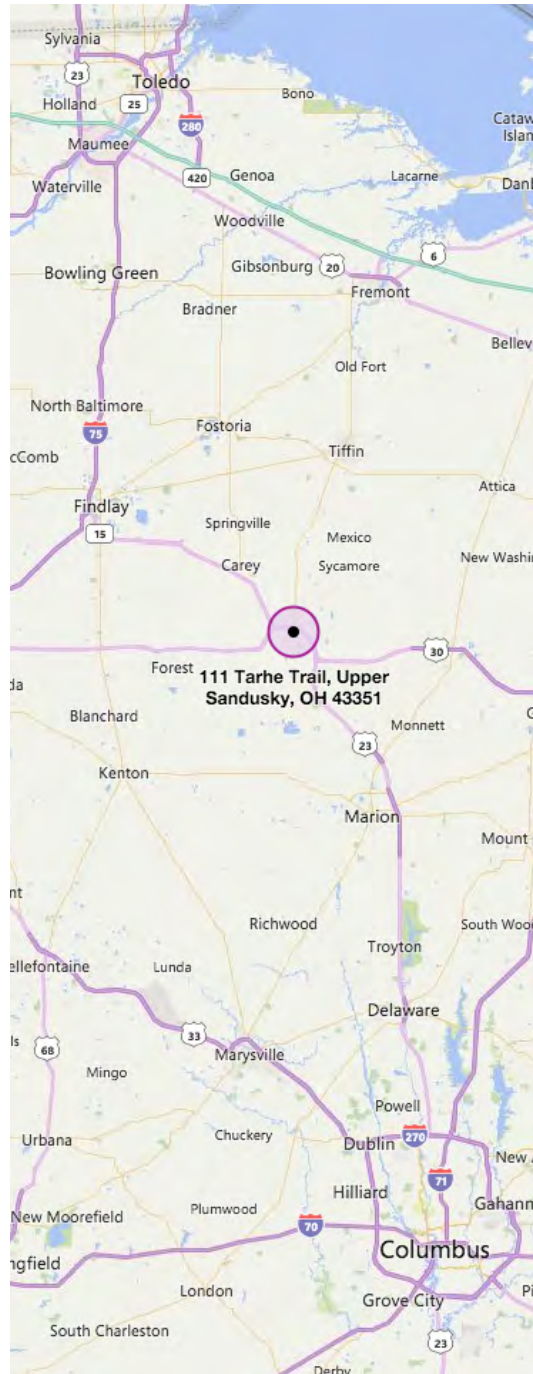 Sylvania
23
Toledo
Holland
25
Bono
280
Cataw
Islan
Maumee
420
Genoa
Lacarne
Danb
Waterville
Woodville
6
Bowling Green
Gibsonburg
20
Fremont
Bradner
Bellev
Old Fort
North Baltimore
75
Fostoria
cComb
Tiffin
Findlay
Attica
Springville
15
Mexico
Carey
Sycamore
New Washin
30
Forest
111 Tarhe Trail, Upper
Sandusky, OH 43351
da
Blanchard
Monnett
23
Kenton
Marion
Mount
nt
Richwood
South Woo
Troyton
ellefontaine
Lunda
Delaware
33
ls
68
Marysville
Mingo
Powell
Urbana
Chuckery
Dublin
270
New A
71
Hilliard
Gahann
New Moorefield
Plumwood
70
ngfield
Columbus
London
Grove City
Pi
South Charleston
23
Derby